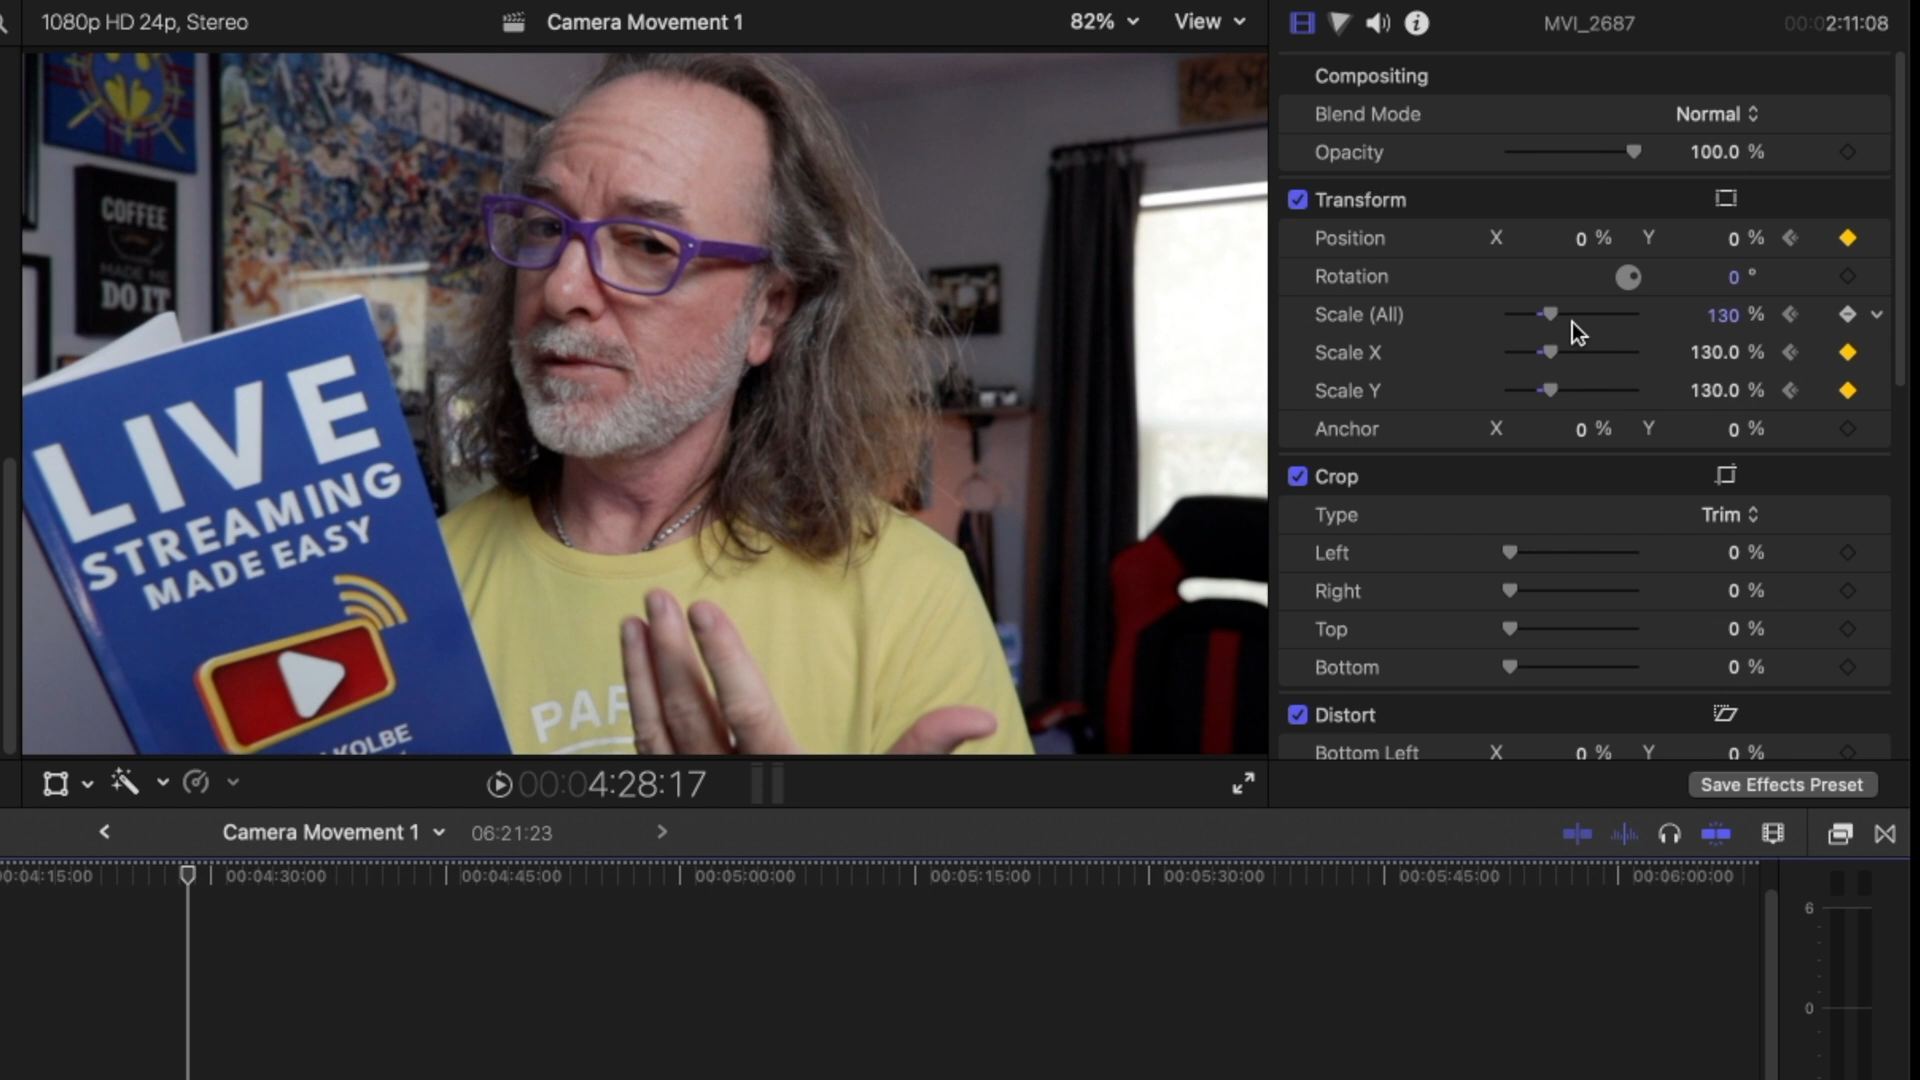 1080p HD 24p, Stereo
Camera Movement 1
82%
View
MVI_2687
00:02:11:08
Compositing
Blend Mode
Normal
Opacity
100.0 %
Transform
Position
X
0 %
Y
0 %
Rotation
0 °
Scale (All)
130 %
Scale X
130.0 %
Scale Y
130.0 %
Anchor
X
0 %
Y
0 %
Crop
Type
Trim
Left
0 %
Right
0 %
Top
0 %
Bottom
0 %
Distort
Bottom Left
X
0 %
Y
0 %
Save Effects Preset
COFFEE
MADE ME
DO IT
LIVE
STREAMING
MADE EASY
KOLBE
PAR
00:04:28:17
Camera Movement 1
06:21:23
00:04:15:00
00:04:30:00
00:04:45:00
00:05:00:00
00:05:15:00
00:05:30:00
00:05:45:00
00:06:00:00
6
0